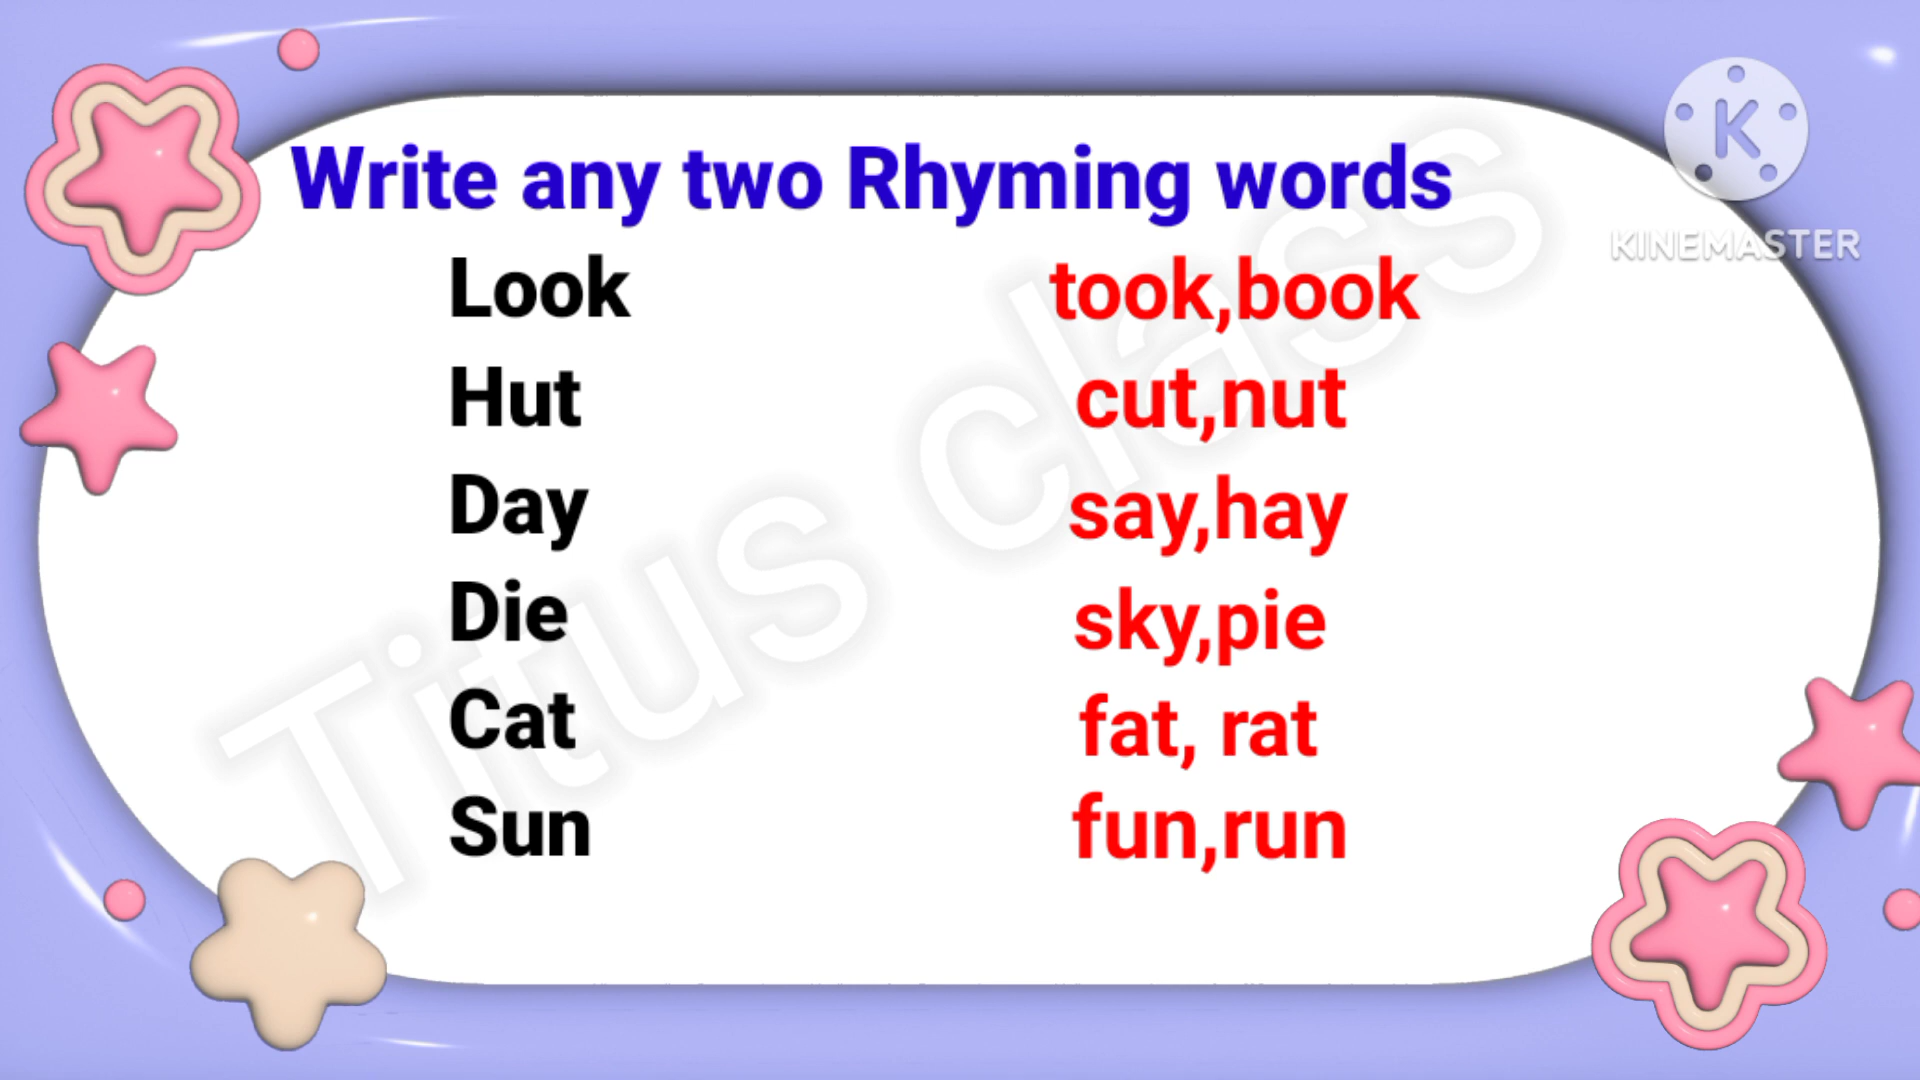 Write any two Rhyming words
Look took,book
Hut cut,nut
Day say,hay
Die sky,pie
Cat fat, rat
Sun fun,run
Titus class
K
KINEMASTER